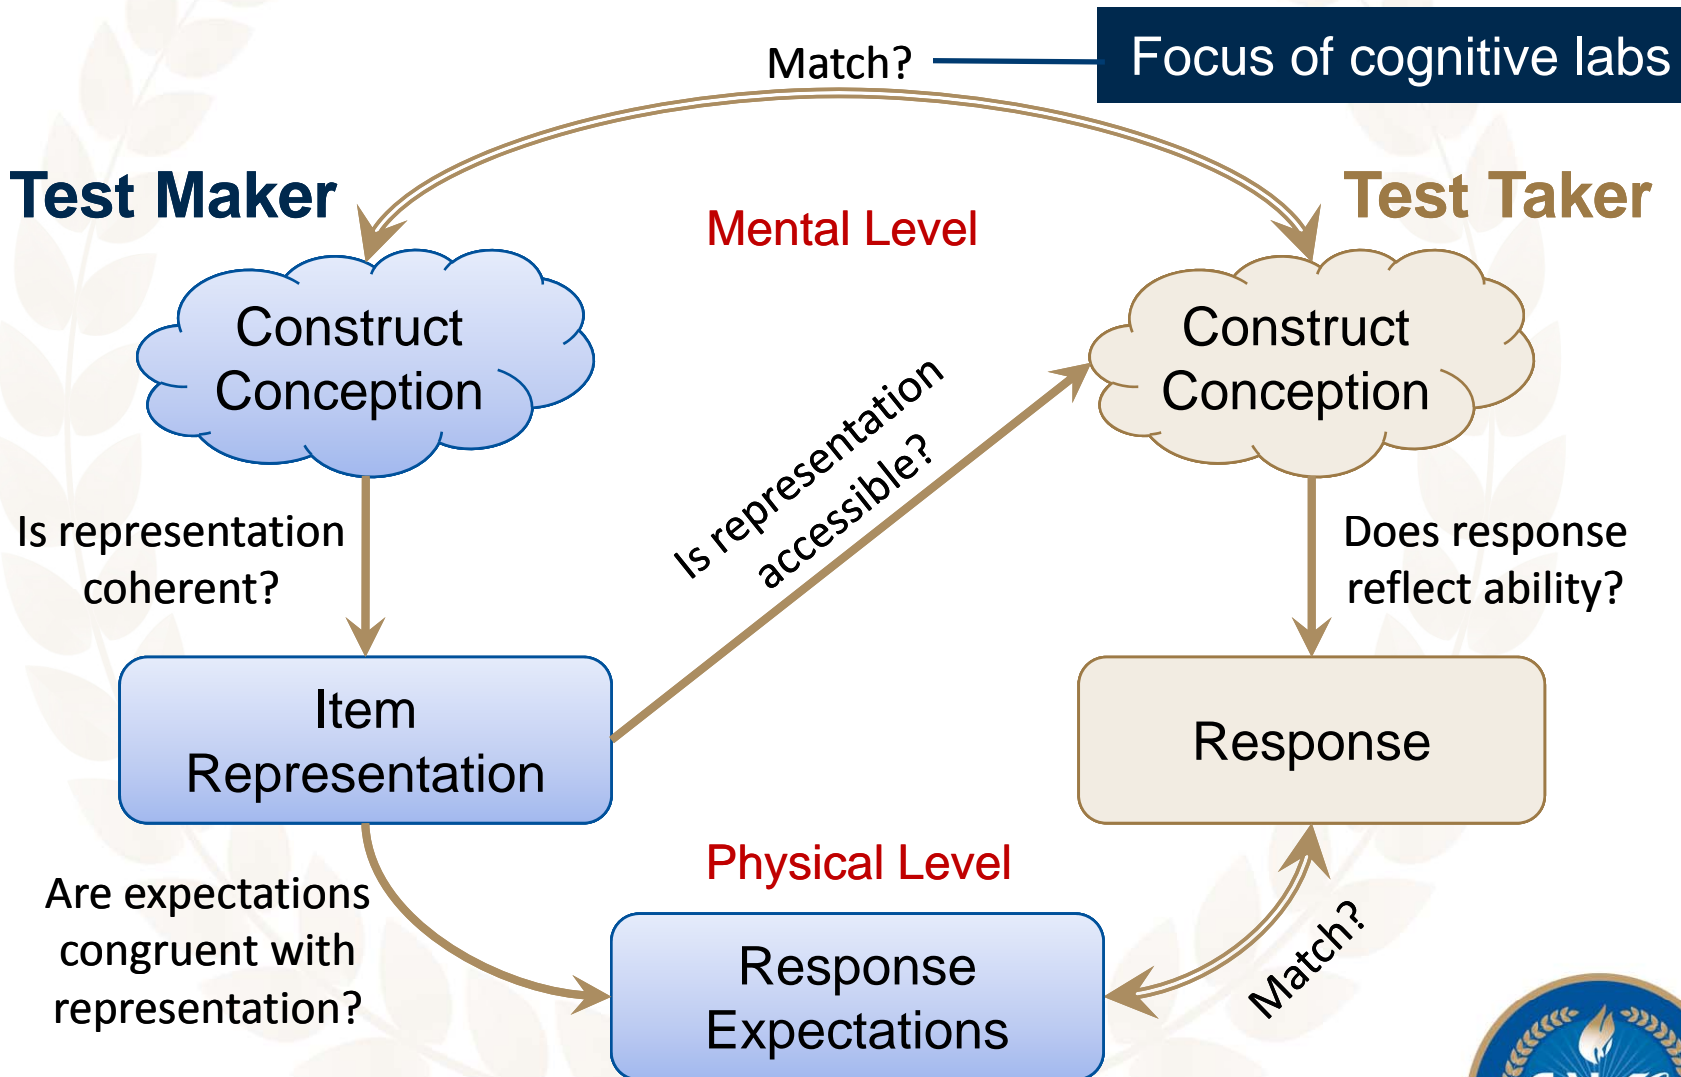 Match?
Focus of cognitive labs
Test Maker
Test Taker
Mental Level
Construct
Conception
Construct
Conception
Is representation
accessible?
Is representation
coherent?
Does response
reflect ability?
Item
Representation
Response
Physical Level
Are expectations
congruent with
representation?
Response
Expectations
Match?